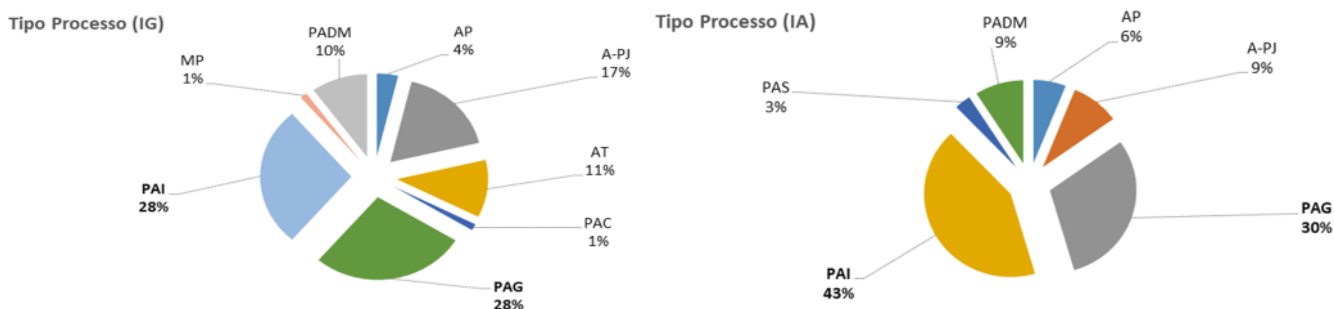 Tipo Processo (IG)
MP
1%
PADM
10%
AP
4%
A-PJ
17%
AT
11%
PAC
1%
PAG
28%
PAI
28%
Tipo Processo (IA)
PAS
3%
PADM
9%
AP
6%
A-PJ
9%
PAG
30%
PAI
43%